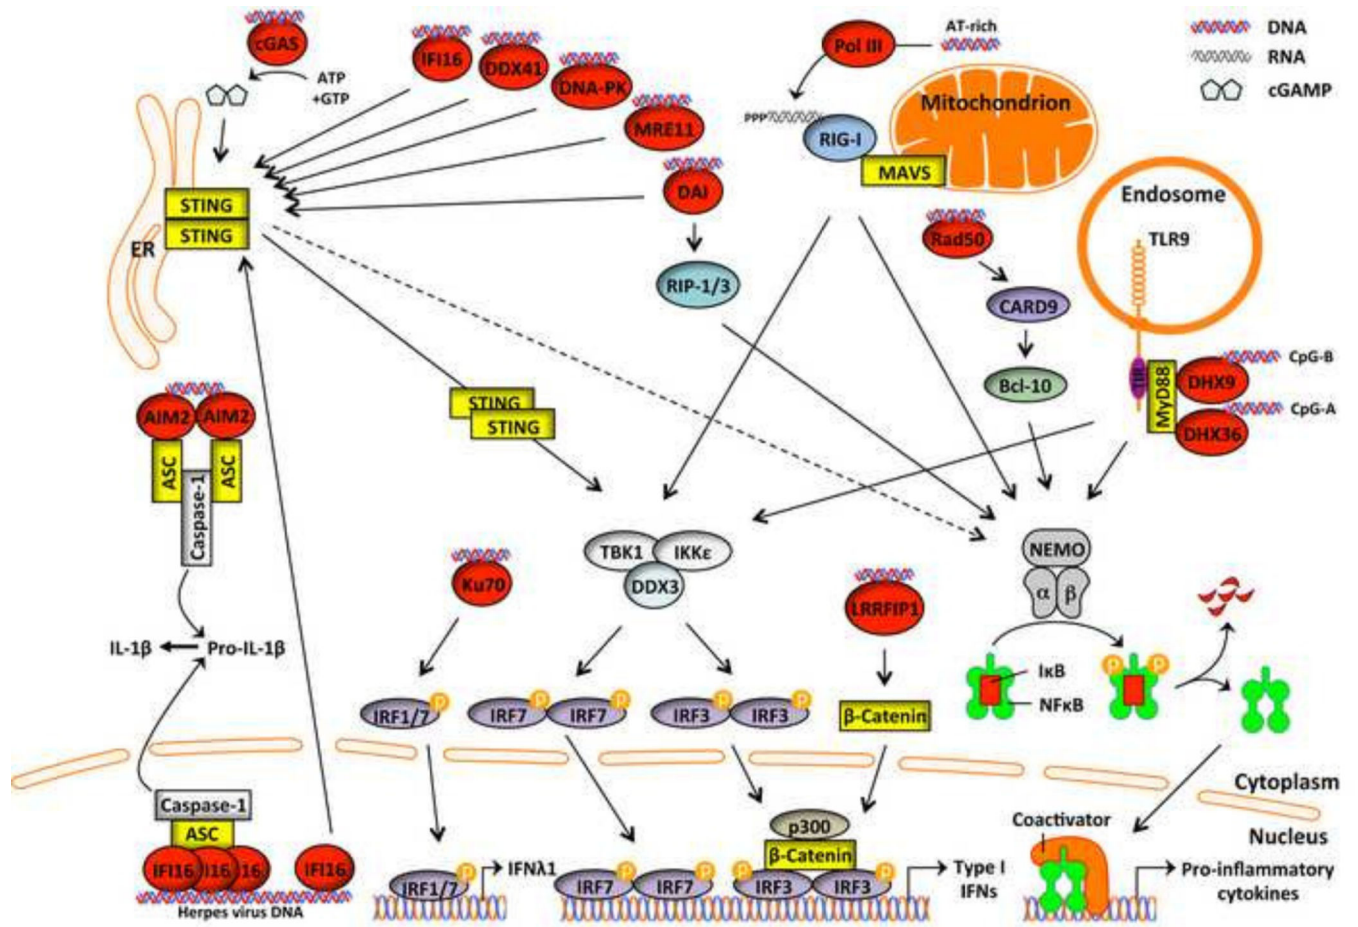 cGAS
ATP
+GTP
IFI16
DDX41
DNA-PK
MRE11
DAI
RIP-1/3
Pol III
AT-rich
PPP
RIG-I
MAVS
Mitochondrion
DNA
RNA
cGAMP
STING
STING
ER
Rad50
CARD9
Bcl-10
Endosome
TLR9
TIR
MyD88
DHX9
CpG-B
DHX36
CpG-A
AIM2
AIM2
ASC
ASC
Caspase-1
STING
STING
IL-1β
Pro-IL-1β
Ku70
TBK1
IKKε
DDX3
LRRFIP1
NEMO
α
β
P
P
IκB
NFκB
IRF1/7
P
IRF7
P
IRF7
P
IRF3
P
IRF3
P
β-Catenin
Cytoplasm
Nucleus
Caspase-1
ASC
IFI16
I16
16
IFI16
Herpes virus DNA
IRF1/7
P
IFNλ1
IRF7
P
IRF7
P
p300
β-Catenin
P
IRF3
IRF3
P
Type I
IFNs
Coactivator
Pro-inflammatory
cytokines